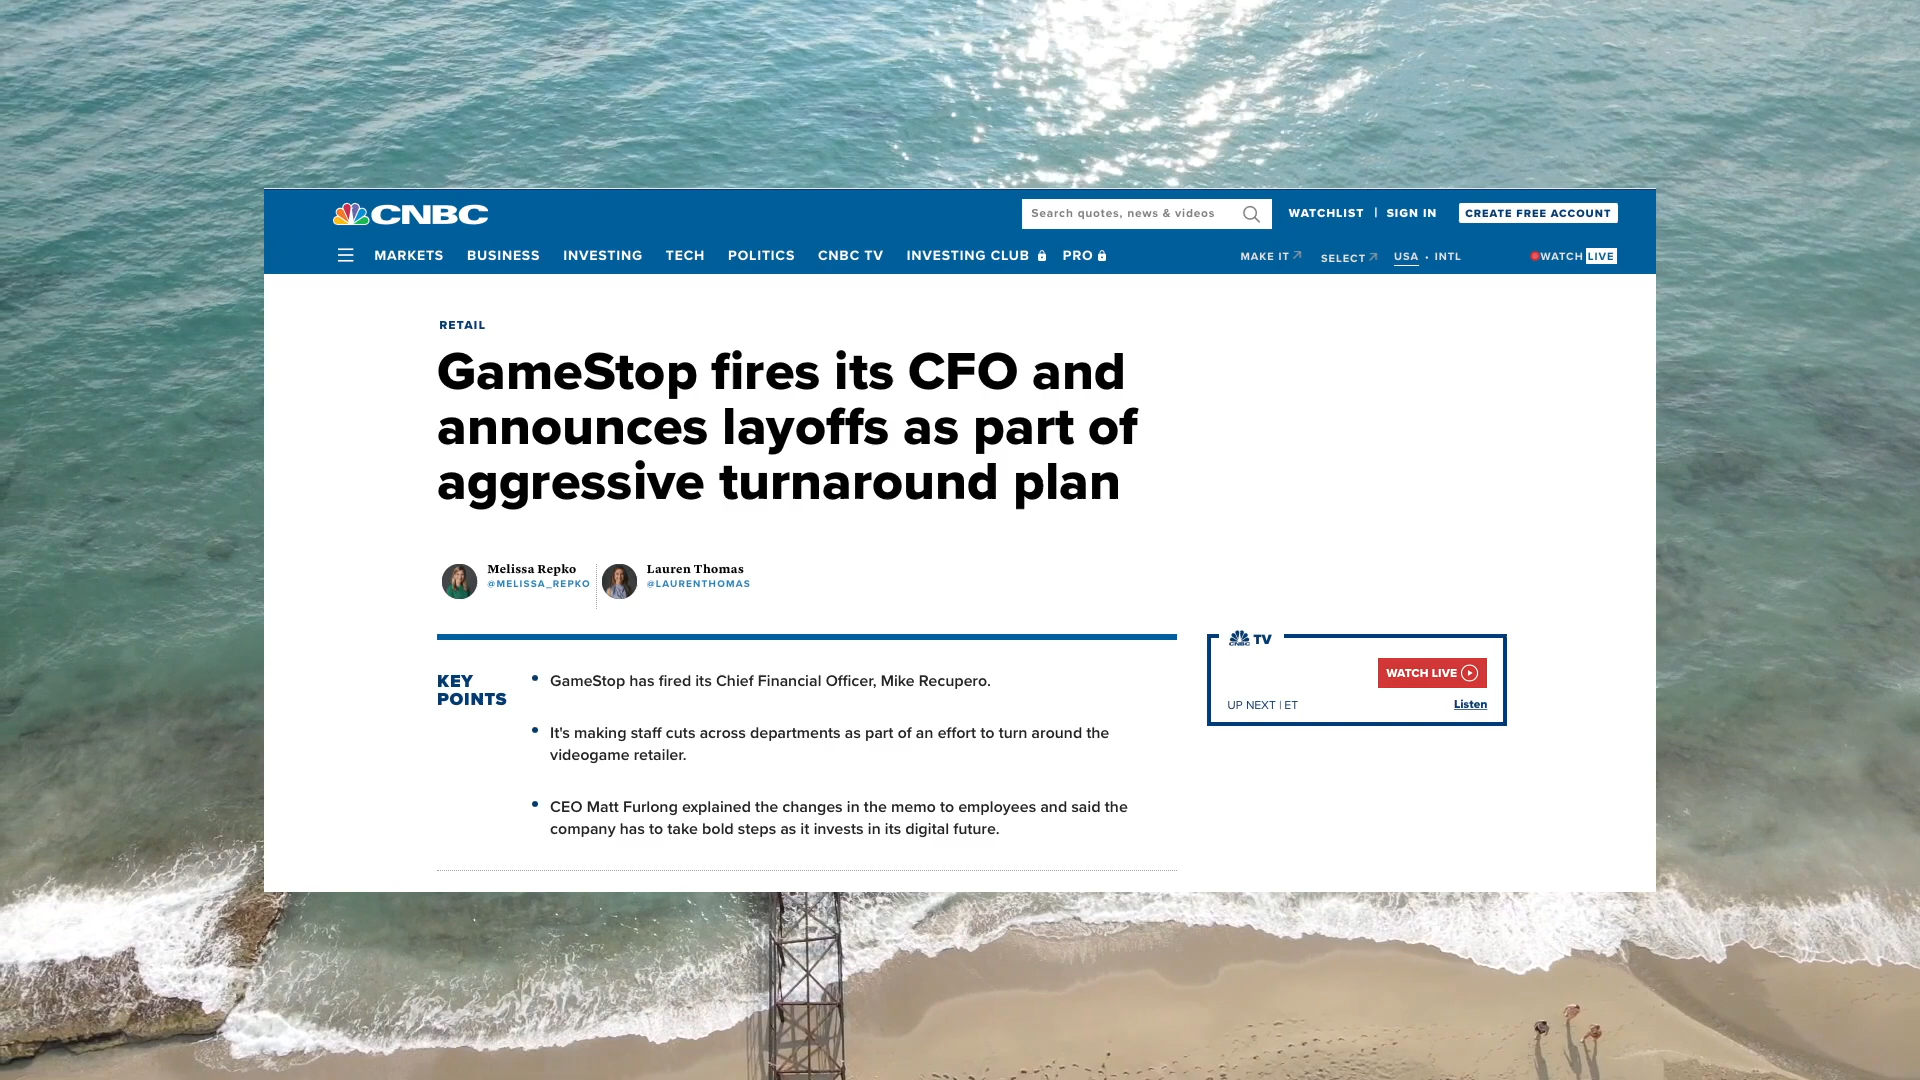 CNBC
Search quotes, news & videos
WATCHLIST | SIGN IN
CREATE FREE ACCOUNT
MARKETS BUSINESS INVESTING TECH POLITICS CNBC TV INVESTING CLUB PRO
MAKE IT SELECT USA • INTL
WATCH LIVE
RETAIL
GameStop fires its CFO and
announces layoffs as part of
aggressive turnaround plan
Melissa Repko
@MELISSA_REPKO
Lauren Thomas
@LAURENTHOMAS
KEY
POINTS
• GameStop has fired its Chief Financial Officer, Mike Recupero.
• It's making staff cuts across departments as part of an effort to turn around the
videogame retailer.
• CEO Matt Furlong explained the changes in the memo to employees and said the
company has to take bold steps as it invests in its digital future.
CNBC TV
WATCH LIVE
UP NEXT | ET
Listen